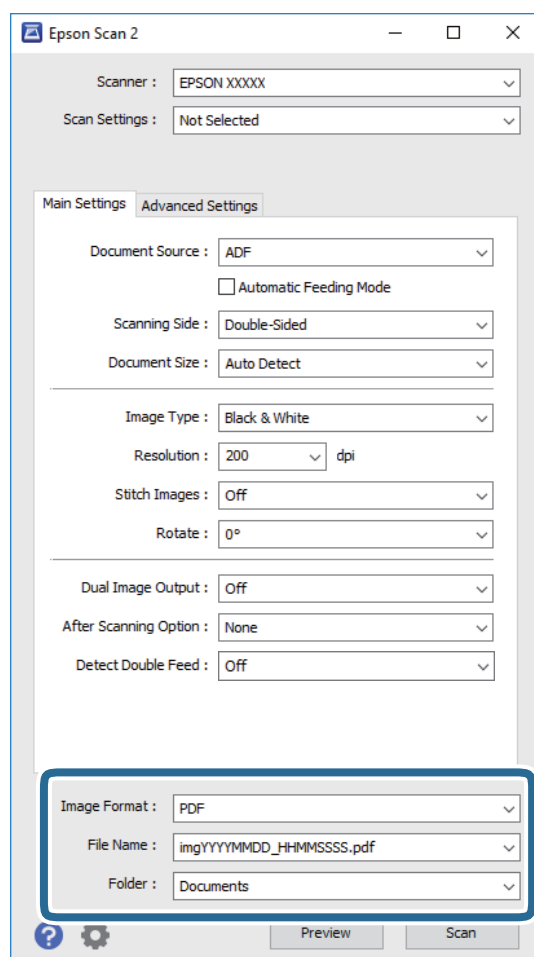 Epson Scan 2
Scanner : EPSON XXXXX
Scan Settings : Not Selected
Main Settings Advanced Settings
Document Source : ADF
Automatic Feeding Mode
Scanning Side : Double-Sided
Document Size : Auto Detect
Image Type : Black & White
Resolution : 200 dpi
Stitch Images : Off
Rotate : 0°
Dual Image Output : Off
After Scanning Option : None
Detect Double Feed : Off
Image Format : PDF
File Name : imgYYYYMMDD_HHMMSSSS.pdf
Folder : Documents
? Preview Scan